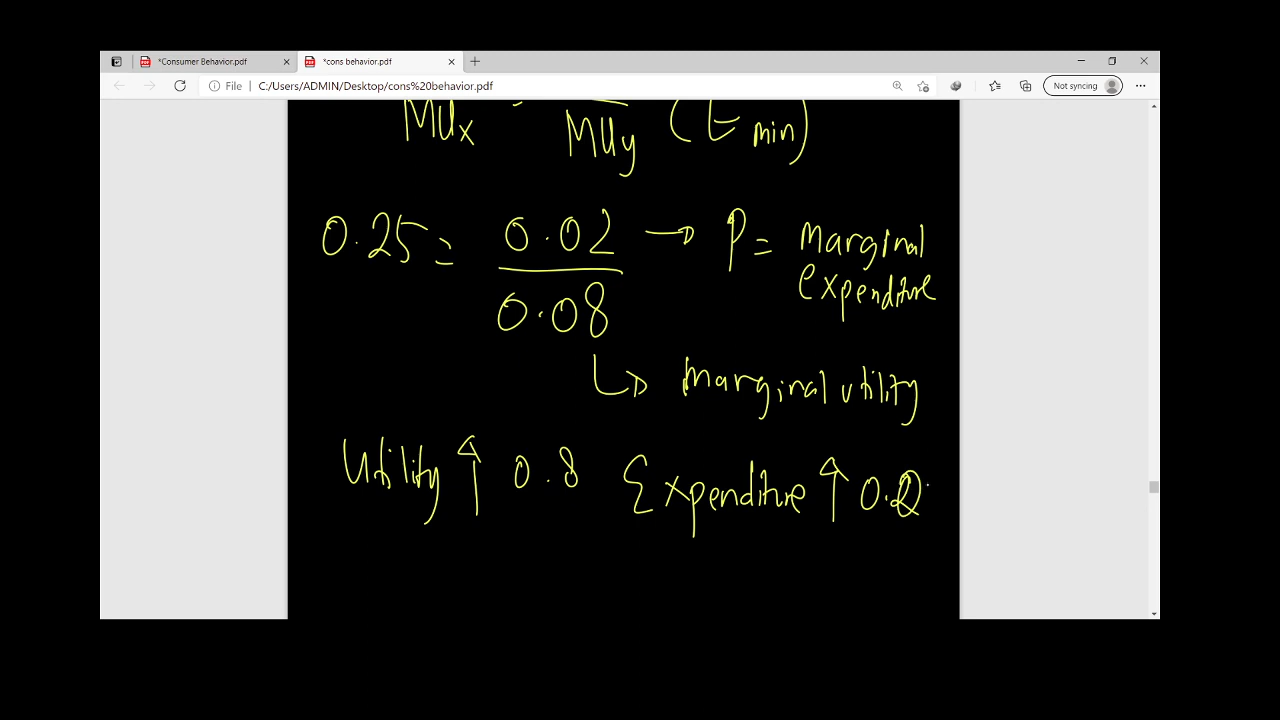 *Consumer Behavior.pdf *cons behavior.pdf
File C:/Users/ADMIN/Desktop/cons%20behavior.pdf Not syncing
MUx MUy (E min)
0.25 = 0.02 → P = Marginal
expenditure
0.08
Marginal utility
Utility ↑ 0.8 Expenditure ↑ 0.2